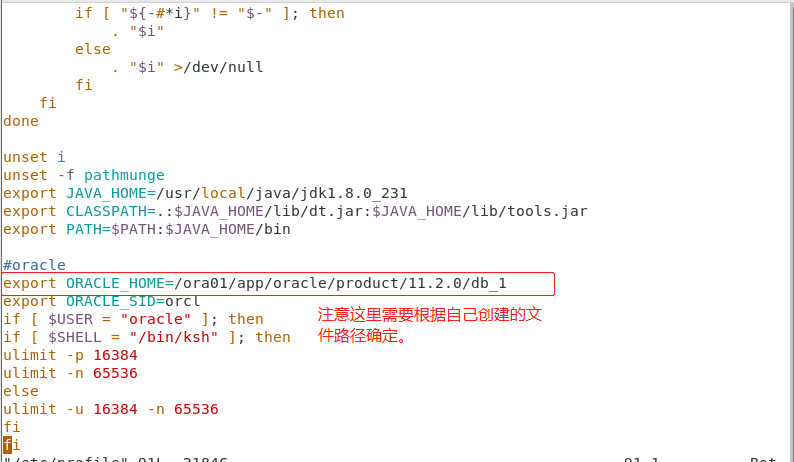 if [ "${-#*i}" != "$-" ]; then
. "$i"
else
. "$i" >/dev/null
fi
fi
done
unset i
unset -f pathmunge
export JAVA_HOME=/usr/local/java/jdk1.8.0_231
export CLASSPATH=.:$JAVA_HOME/lib/dt.jar:$JAVA_HOME/lib/tools.jar
export PATH=$PATH:$JAVA_HOME/bin
#oracle
export ORACLE_HOME=/ora01/app/oracle/product/11.2.0/db_1
export ORACLE_SID=orcl
if [ $USER = "oracle" ]; then
注意这里需要根据自己创建的文
if [ $SHELL = "/bin/ksh" ]; then
件路径确定。
ulimit -p 16384
ulimit -n 65536
else
ulimit -u 16384 -n 65536
fi
fi
"/etc/profile" 91L, 2184C 91,1 Bot